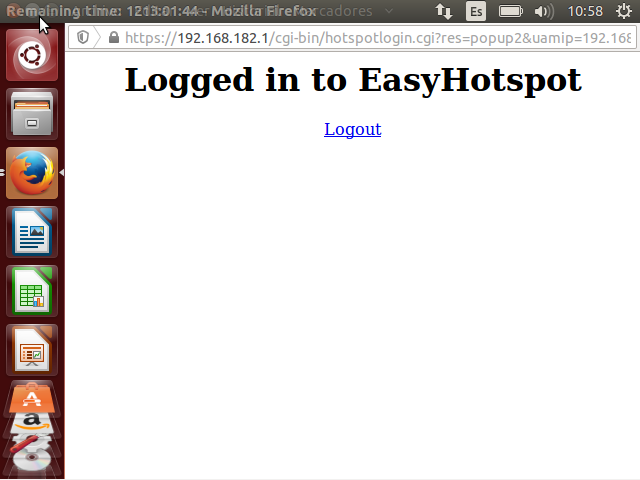 Remaining time: 1213:01:44 - Mozilla Firefox
Es
10:58
https://192.168.182.1/cgi-bin/hotspotlogin.cgi?res=popup2&uamip=192.168
Logged in to EasyHotspot
Logout